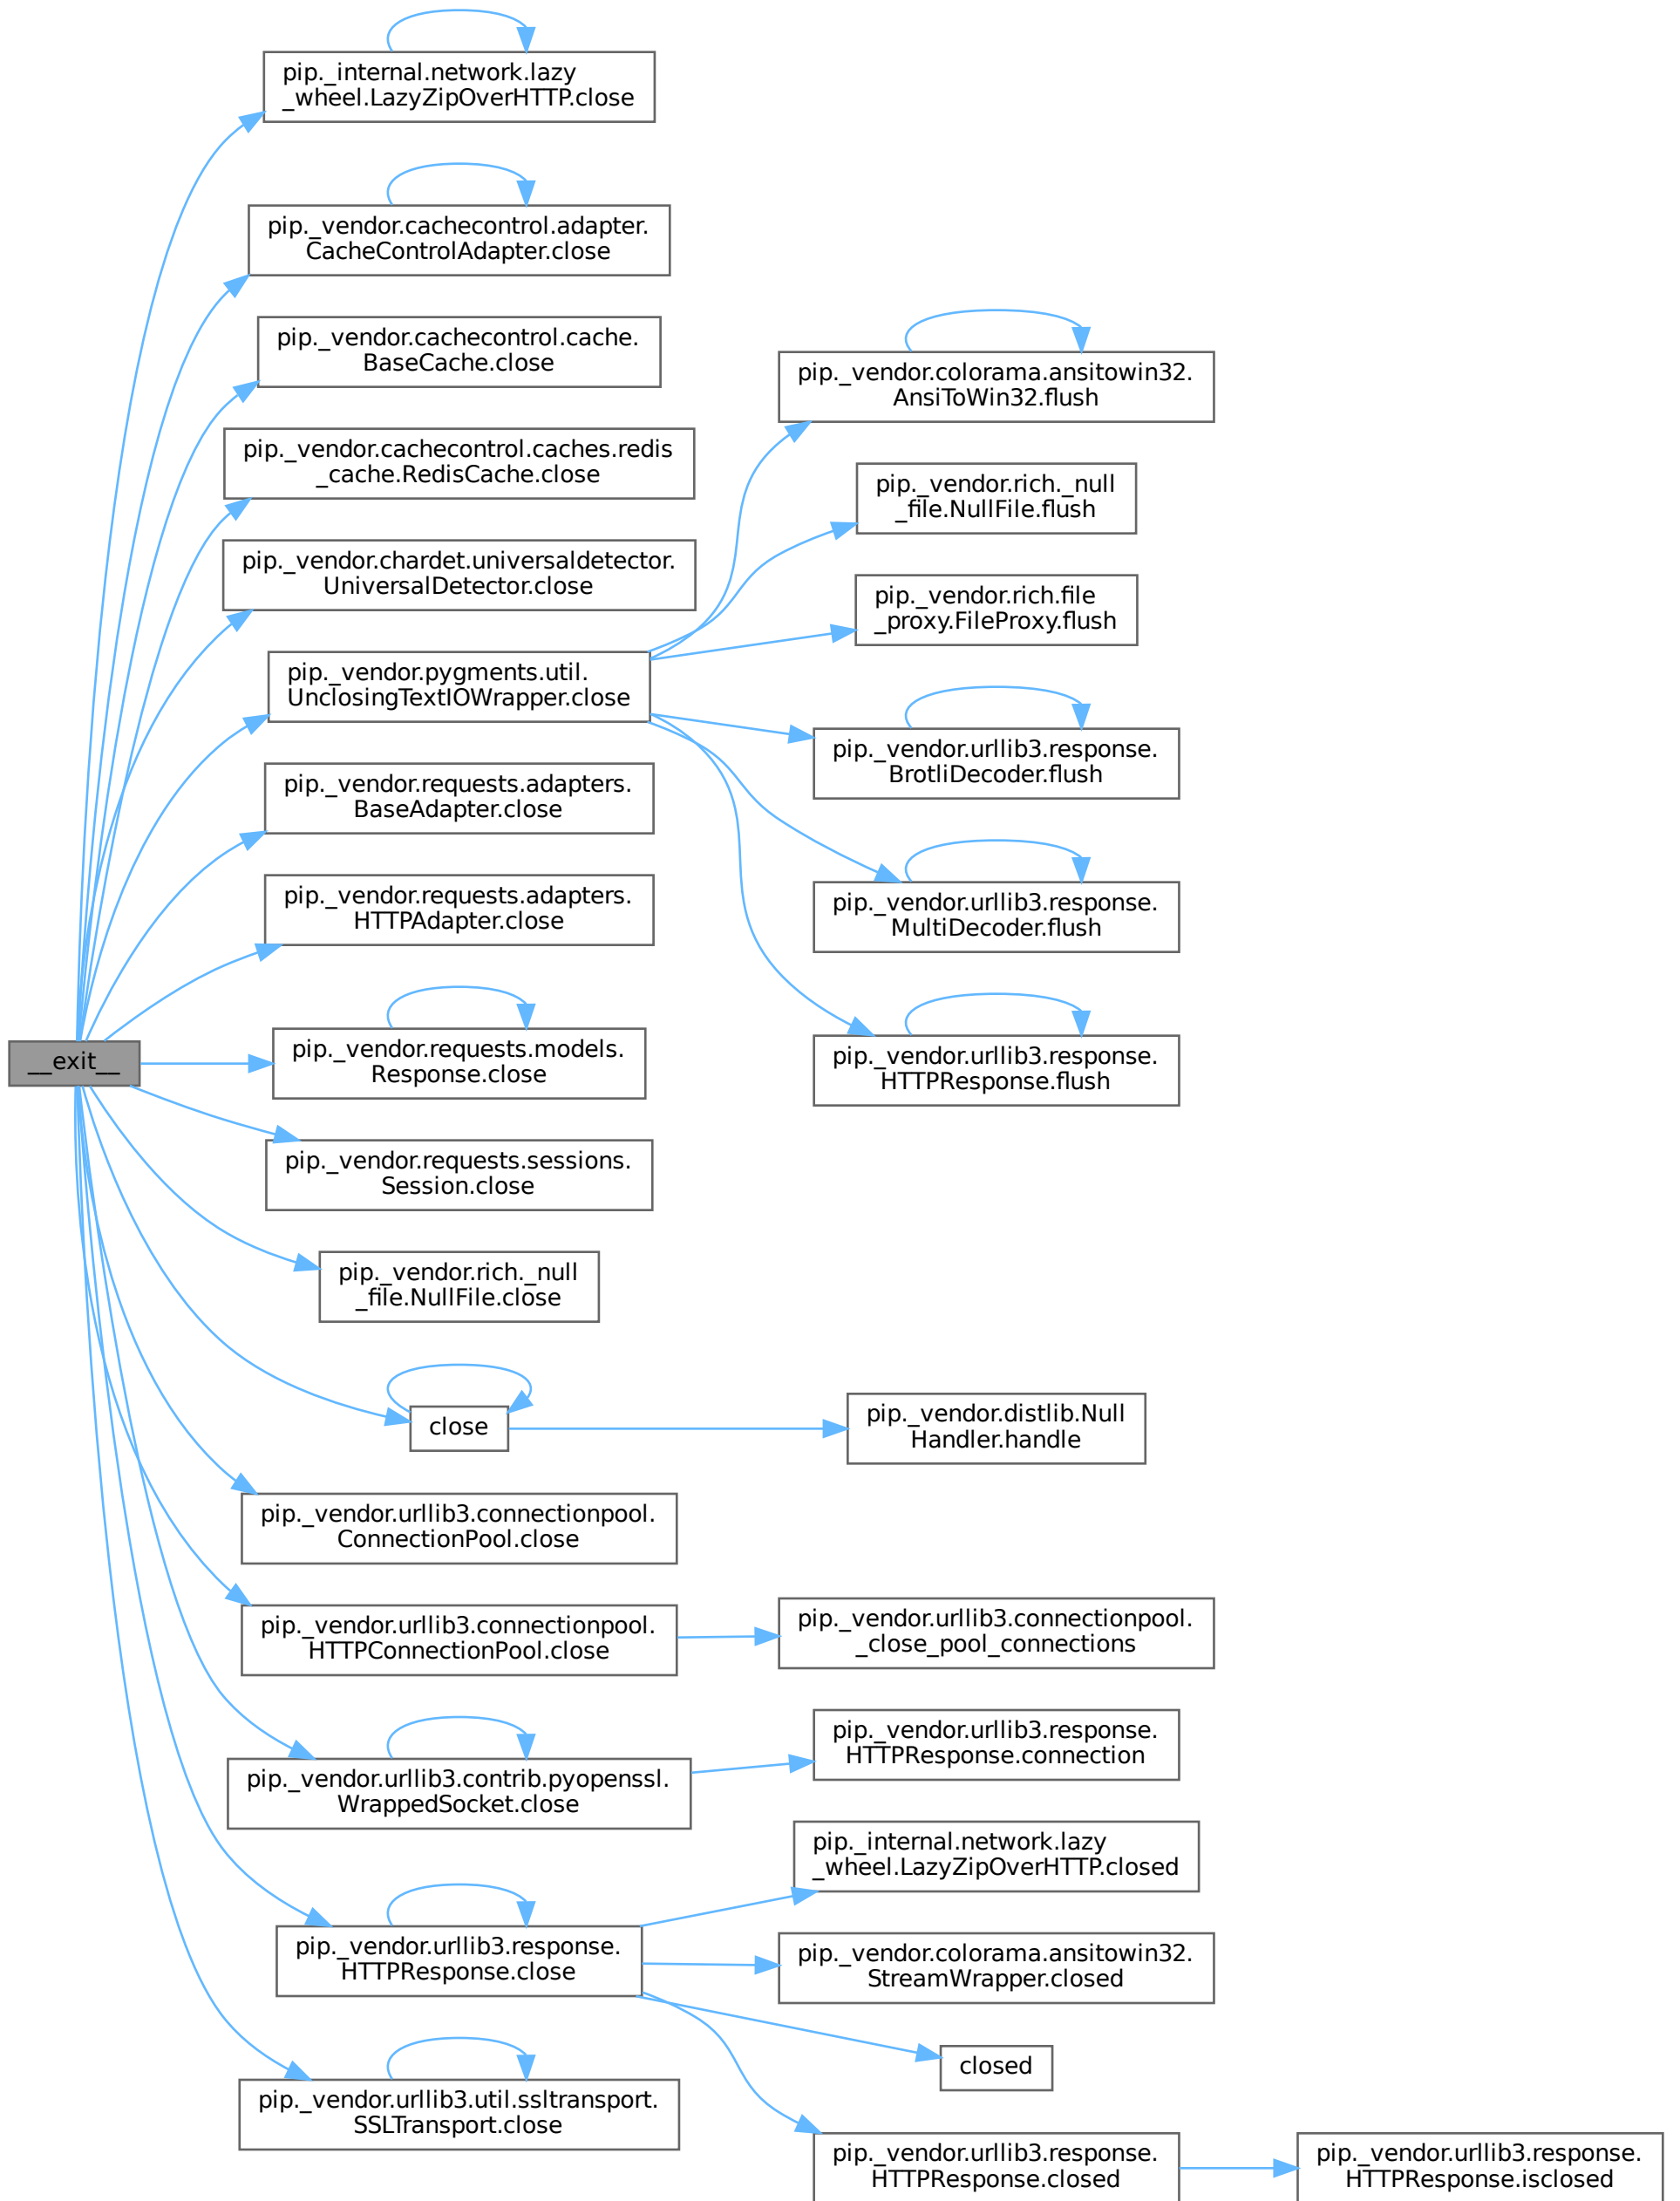 pip._internal.network.lazy
_wheel.LazyZipOverHTTP.close
pip._vendor.cachecontrol.adapter.
CacheControlAdapter.close
pip._vendor.cachecontrol.cache.
BaseCache.close
pip._vendor.cachecontrol.caches.redis
_cache.RedisCache.close
pip._vendor.chardet.universaldetector.
UniversalDetector.close
pip._vendor.pygments.util.
UnclosingTextIOWrapper.close
pip._vendor.requests.adapters.
BaseAdapter.close
pip._vendor.requests.adapters.
HTTPAdapter.close
__exit__
pip._vendor.requests.models.
Response.close
pip._vendor.requests.sessions.
Session.close
pip._vendor.rich._null
_file.NullFile.close
close
pip._vendor.urllib3.connectionpool.
ConnectionPool.close
pip._vendor.urllib3.connectionpool.
HTTPConnectionPool.close
pip._vendor.urllib3.contrib.pyopenssl.
WrappedSocket.close
pip._vendor.urllib3.response.
HTTPResponse.close
pip._vendor.urllib3.util.ssltransport.
SSLTransport.close
pip._vendor.colorama.ansitowin32.
AnsiToWin32.flush
pip._vendor.rich._null
_file.NullFile.flush
pip._vendor.rich.file
_proxy.FileProxy.flush
pip._vendor.urllib3.response.
BrotliDecoder.flush
pip._vendor.urllib3.response.
MultiDecoder.flush
pip._vendor.urllib3.response.
HTTPResponse.flush
pip._vendor.distlib.Null
Handler.handle
pip._vendor.urllib3.connectionpool.
_close_pool_connections
pip._vendor.urllib3.response.
HTTPResponse.connection
pip._internal.network.lazy
_wheel.LazyZipOverHTTP.closed
pip._vendor.colorama.ansitowin32.
StreamWrapper.closed
closed
pip._vendor.urllib3.response.
HTTPResponse.closed
pip._vendor.urllib3.response.
HTTPResponse.isclosed